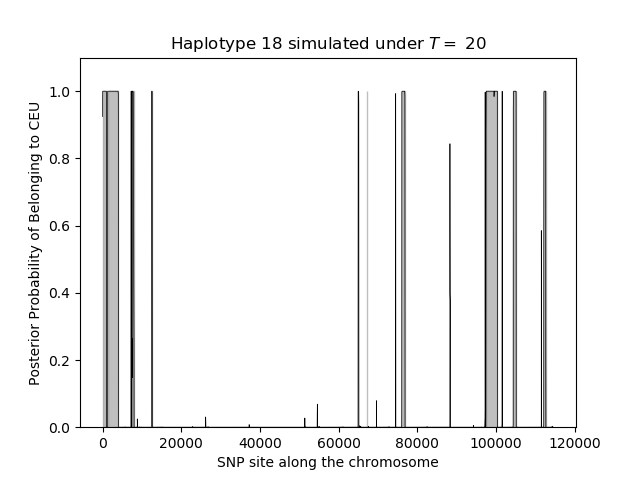 Haplotype 18 simulated under T = 20
Posterior Probability of Belonging to CEU
1.0
0.8
0.6
0.4
0.2
0.0
0 20000 40000 60000 80000 100000 120000
SNP site along the chromosome